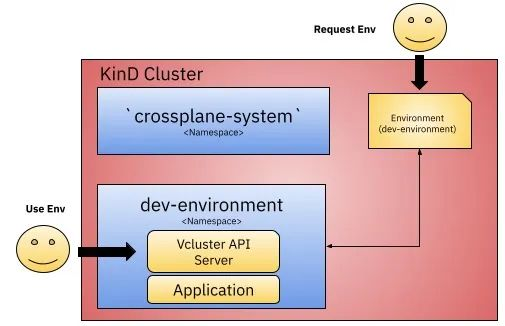 Request Env
KinD Cluster
`crossplane-system`
<Namespace>
Environment
(dev-environment)
Use Env
dev-environment
<Namespace>
Vcluster API
Server
Application